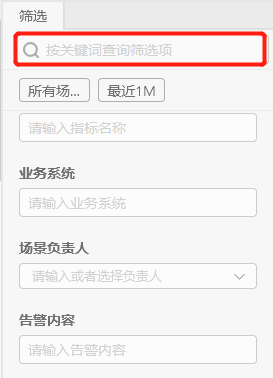 筛选
按关键词查询筛选项
所有场... 最近1M
请输入指标名称
业务系统
请输入业务系统
场景负责人
请输入或者选择负责人
告警内容
请输入告警内容